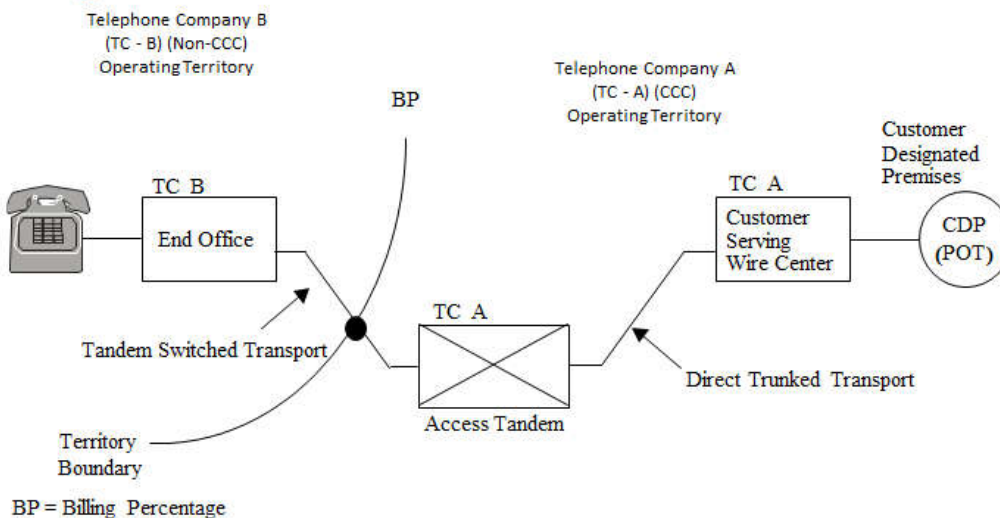 Telephone Company B
(TC - B) (Non-CCC)
Operating Territory
Telephone Company A
(TC - A) (CCC)
Operating Territory
BP
Customer
Designated
Premises
TC B
End Office
TC A
Customer
Serving
Wire Center
CDP
(POT)
TC A
Tandem Switched Transport
Direct Trunked Transport
Access Tandem
Territory
Boundary
BP = Billing Percentage